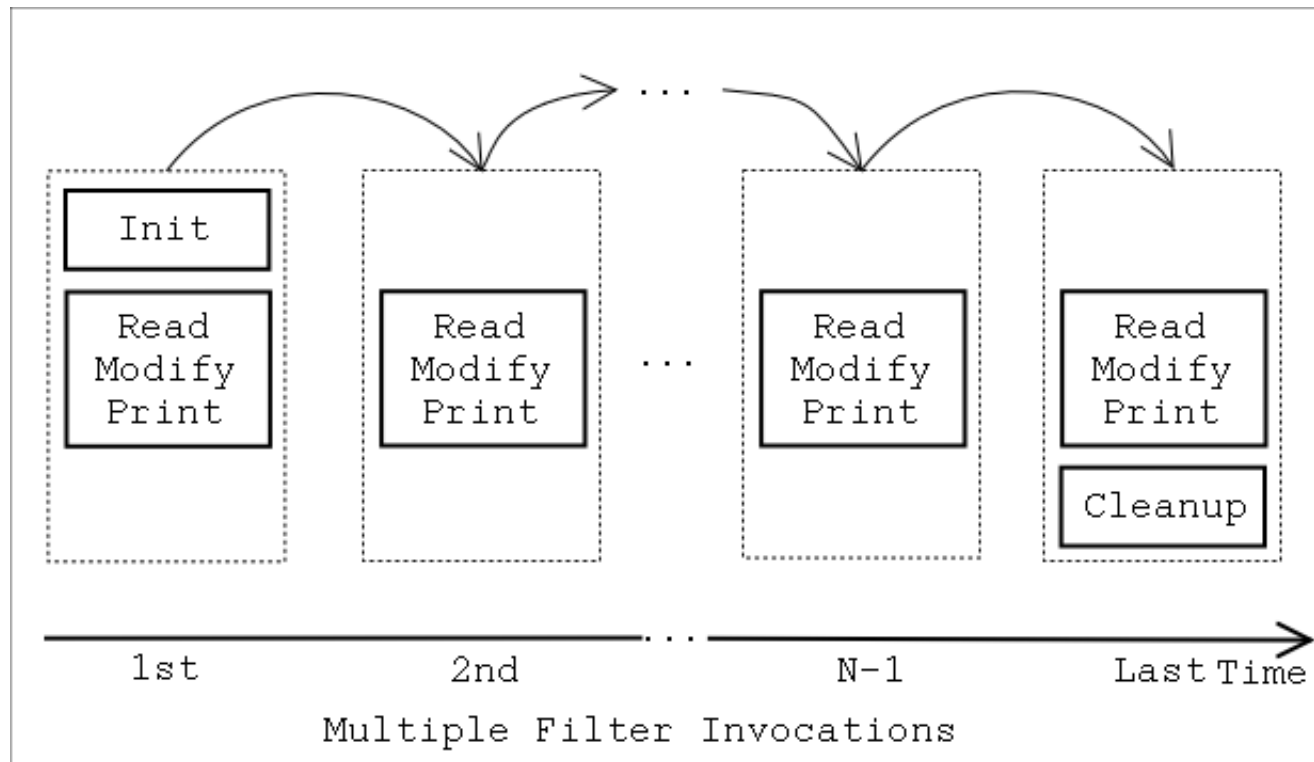 ...
Init
Read
Modify
Print
Read
Modify
Print
...
Read
Modify
Print
Read
Modify
Print
Cleanup
...
1st 2nd N-1 Last Time
Multiple Filter Invocations